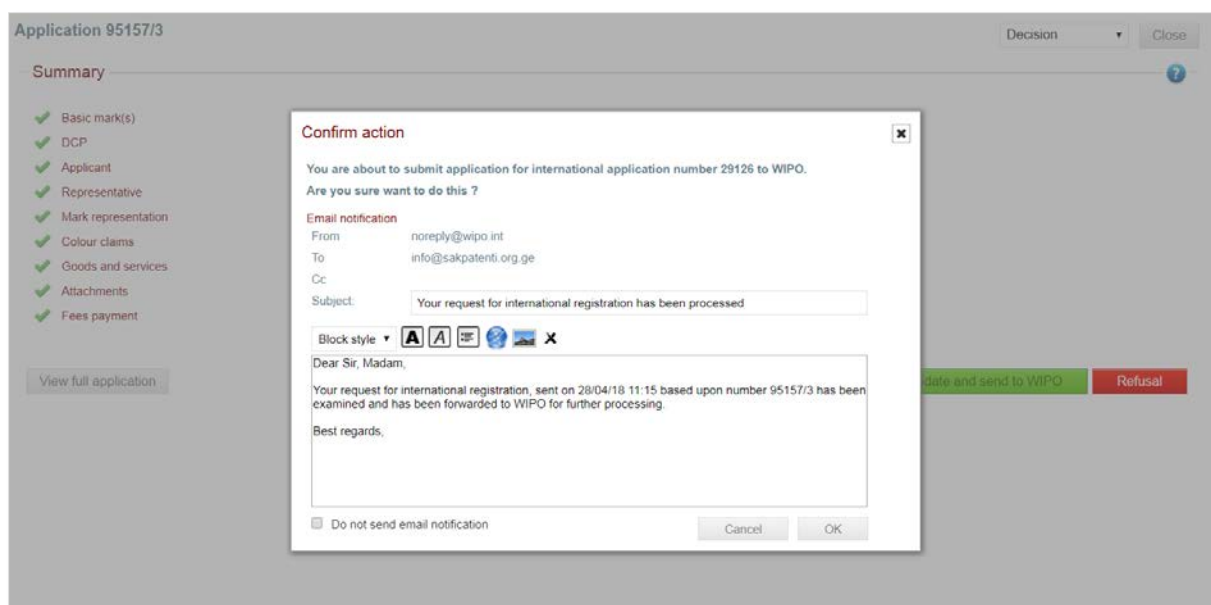 Application 95157/3
Decision
Close
Summary
?
Basic mark(s)
DCP
Applicant
Representative
Mark representation
Colour claims
Goods and services
Attachments
Fees payment
View full application
date and send to WIPO
Refusal
Confirm action
You are about to submit application for international application number 29126 to WIPO.
Are you sure want to do this ?
Email notification
From noreply@wipo.int
To info@sakpatenti.org.ge
Cc
Subject: Your request for international registration has been processed
Block style A A
Dear Sir, Madam,
Your request for international registration, sent on 28/04/18 11:15 based upon number 95157/3 has been
examined and has been forwarded to WIPO for further processing.
Best regards,
Do not send email notification
Cancel
OK